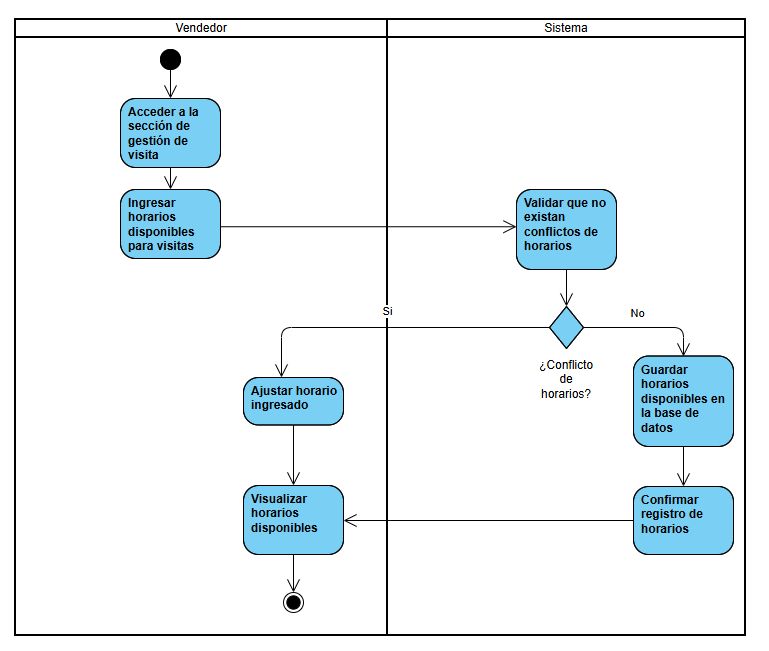 Vendedor
Sistema
Acceder a la
sección de
gestión de
visita
Ingresar
horarios
disponibles
para visitas
Validar que no
existan
conflictos de
horarios
Si
No
¿Conflicto
de
horarios?
Ajustar horario
ingresado
Guardar
horarios
disponibles en
la base de
datos
Visualizar
horarios
disponibles
Confirmar
registro de
horarios